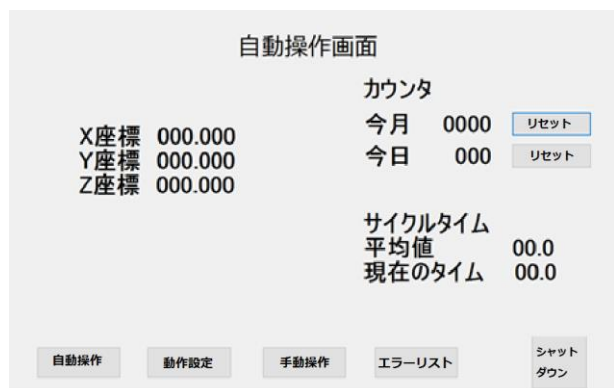 自動操作画面
カウンタ
今月 0000 リセット
今日 000 リセット
X座標 000.000
Y座標 000.000
Z座標 000.000
サイクルタイム
平均値 00.0
現在のタイム 00.0
自動操作 動作設定 手動操作 エラーリスト シャット
ダウン